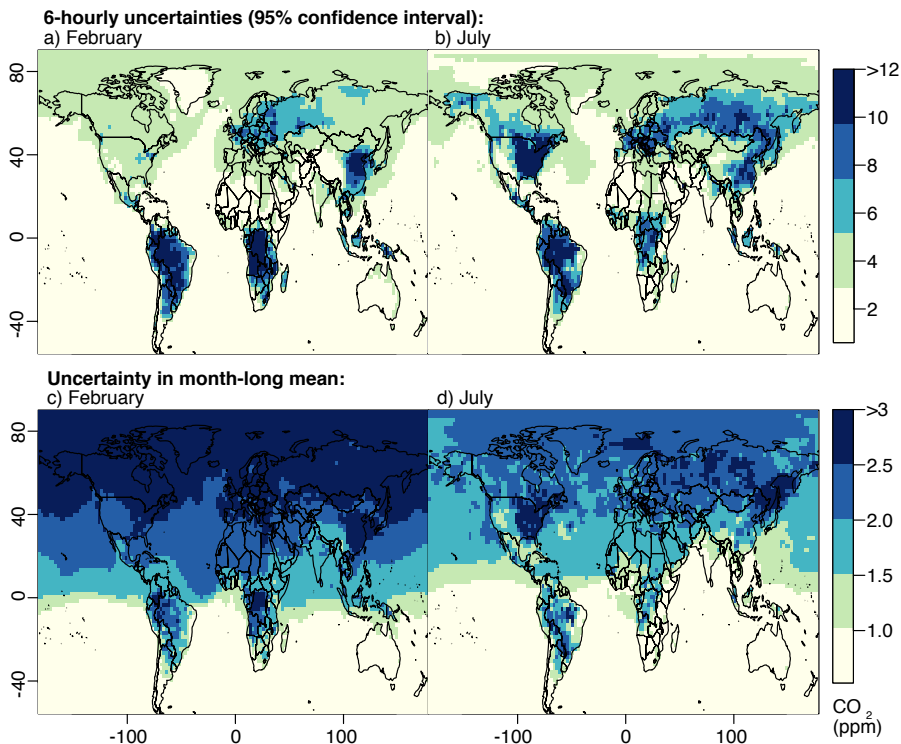 6-hourly uncertainties (95% confidence interval):
a) February
b) July
80
40
0
-40
>12
10
8
6
4
2
Uncertainty in month-long mean:
c) February
d) July
80
40
0
-40
>3
2.5
2.0
1.5
1.0
CO₂
(ppm)
-100 0 100
-100 0 100